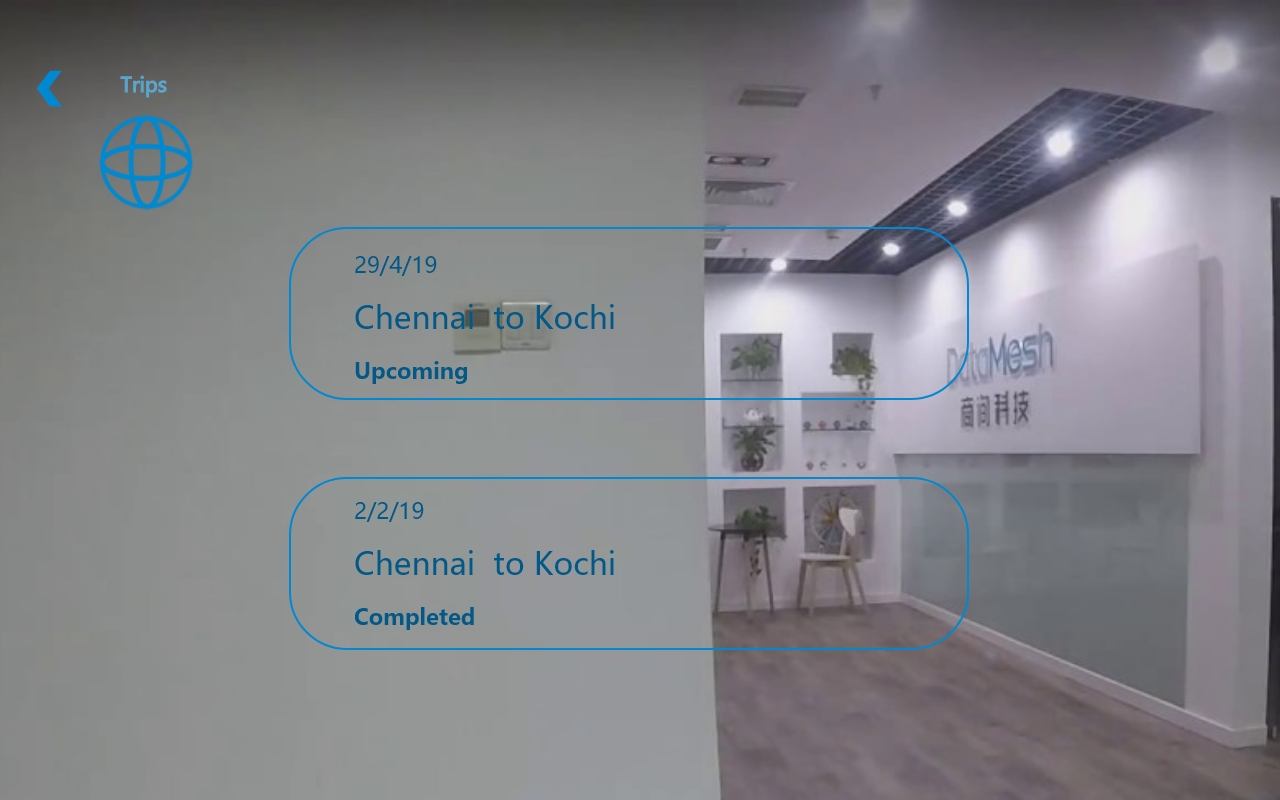 Trips
29/4/19
Chennai to Kochi
Upcoming
DataMesh
商询科技
2/2/19
Chennai to Kochi
Completed